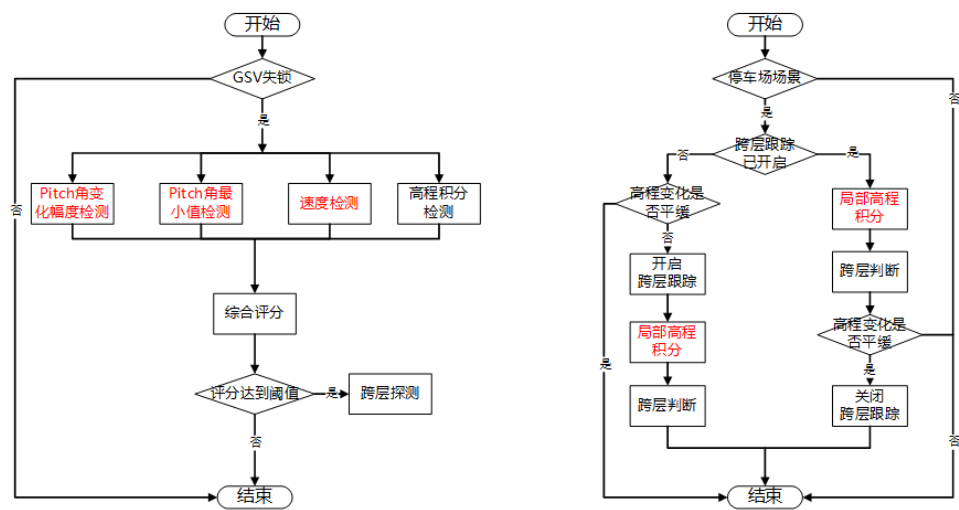 开始
GSV失锁
否
是
Pitch角变
化幅度检测
Pitch角最
小值检测
速度检测
高程积分
检测
综合评分
评分达到阈值
是
跨层探测
否
结束
开始
停车场场景
否
是
跨层跟踪
已开启
否
是
高程变化是
否平缓
否
是
开启
跨层跟踪
局部高程
积分
跨层判断
局部高程
积分
跨层判断
高程变化是
否平缓
是
否
关闭
跨层跟踪
结束